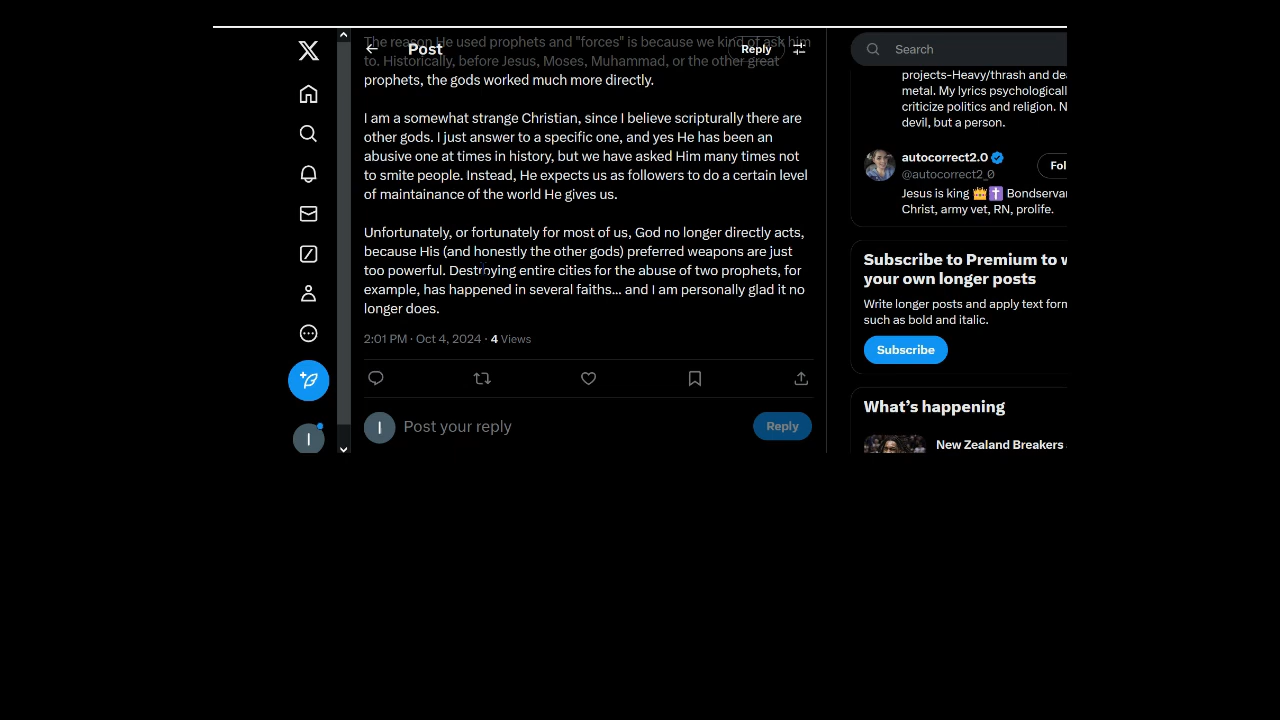 The reason He used prophets and "forces" is because we kind of ask him
Post
Reply
to. Historically, before Jesus, Moses, Muhammad, or the other great
prophets, the gods worked much more directly.
I am a somewhat strange Christian, since I believe scripturally there are
other gods. I just answer to a specific one, and yes He has been an
abusive one at times in history, but we have asked Him many times not
to smite people. Instead, He expects us as followers to do a certain level
of maintainance of the world He gives us.
Unfortunately, or fortunately for most of us, God no longer directly acts,
because His (and honestly the other gods) preferred weapons are just
too powerful. Destroying entire cities for the abuse of two prophets, for
example, has happened in several faiths... and I am personally glad it no
longer does.
2:01 PM · Oct 4, 2024 · 4 Views
I
Post your reply
Reply
I
Search
projects-Heavy/thrash and dea
metal. My lyrics psychologicall
criticize politics and religion. N
devil, but a person.
autocorrect2.0
@autocorrect2_0
Fol
Jesus is king 👑✝️ Bondservan
Christ, army vet, RN, prolife.
Subscribe to Premium to w
your own longer posts
Write longer posts and apply text form
such as bold and italic.
Subscribe
What's happening
New Zealand Breakers